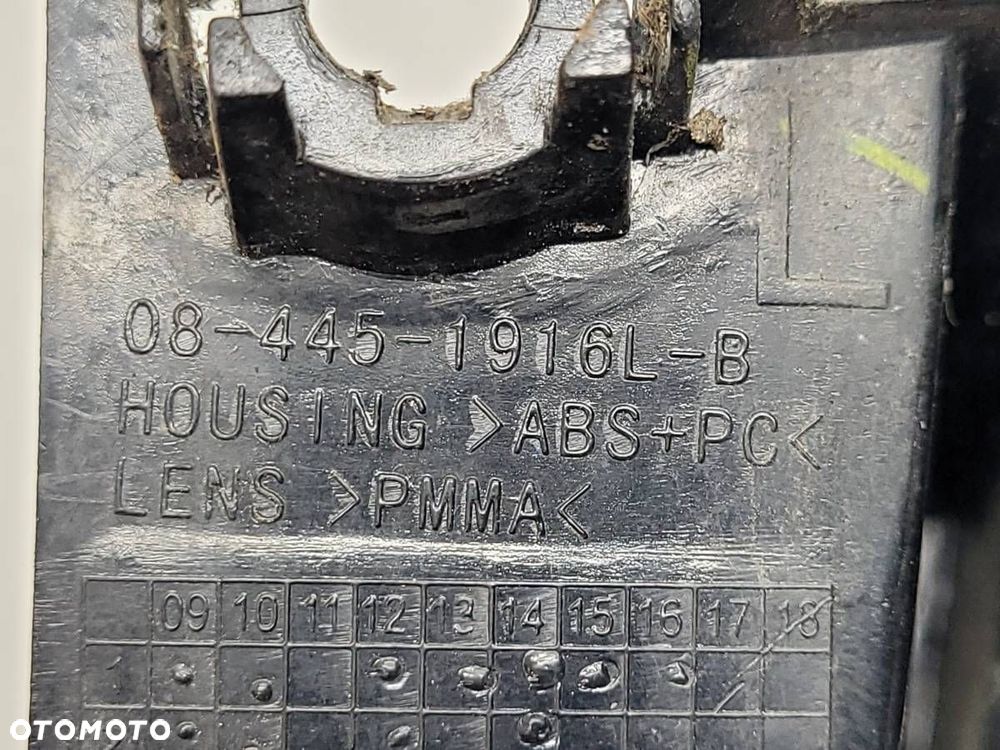 L
08-445-1916L-B
HOUSING >ABS+PC<
LENS >PMMA<
09 10 11 12 13 14 15 16 17 18
1
OTOMOTO